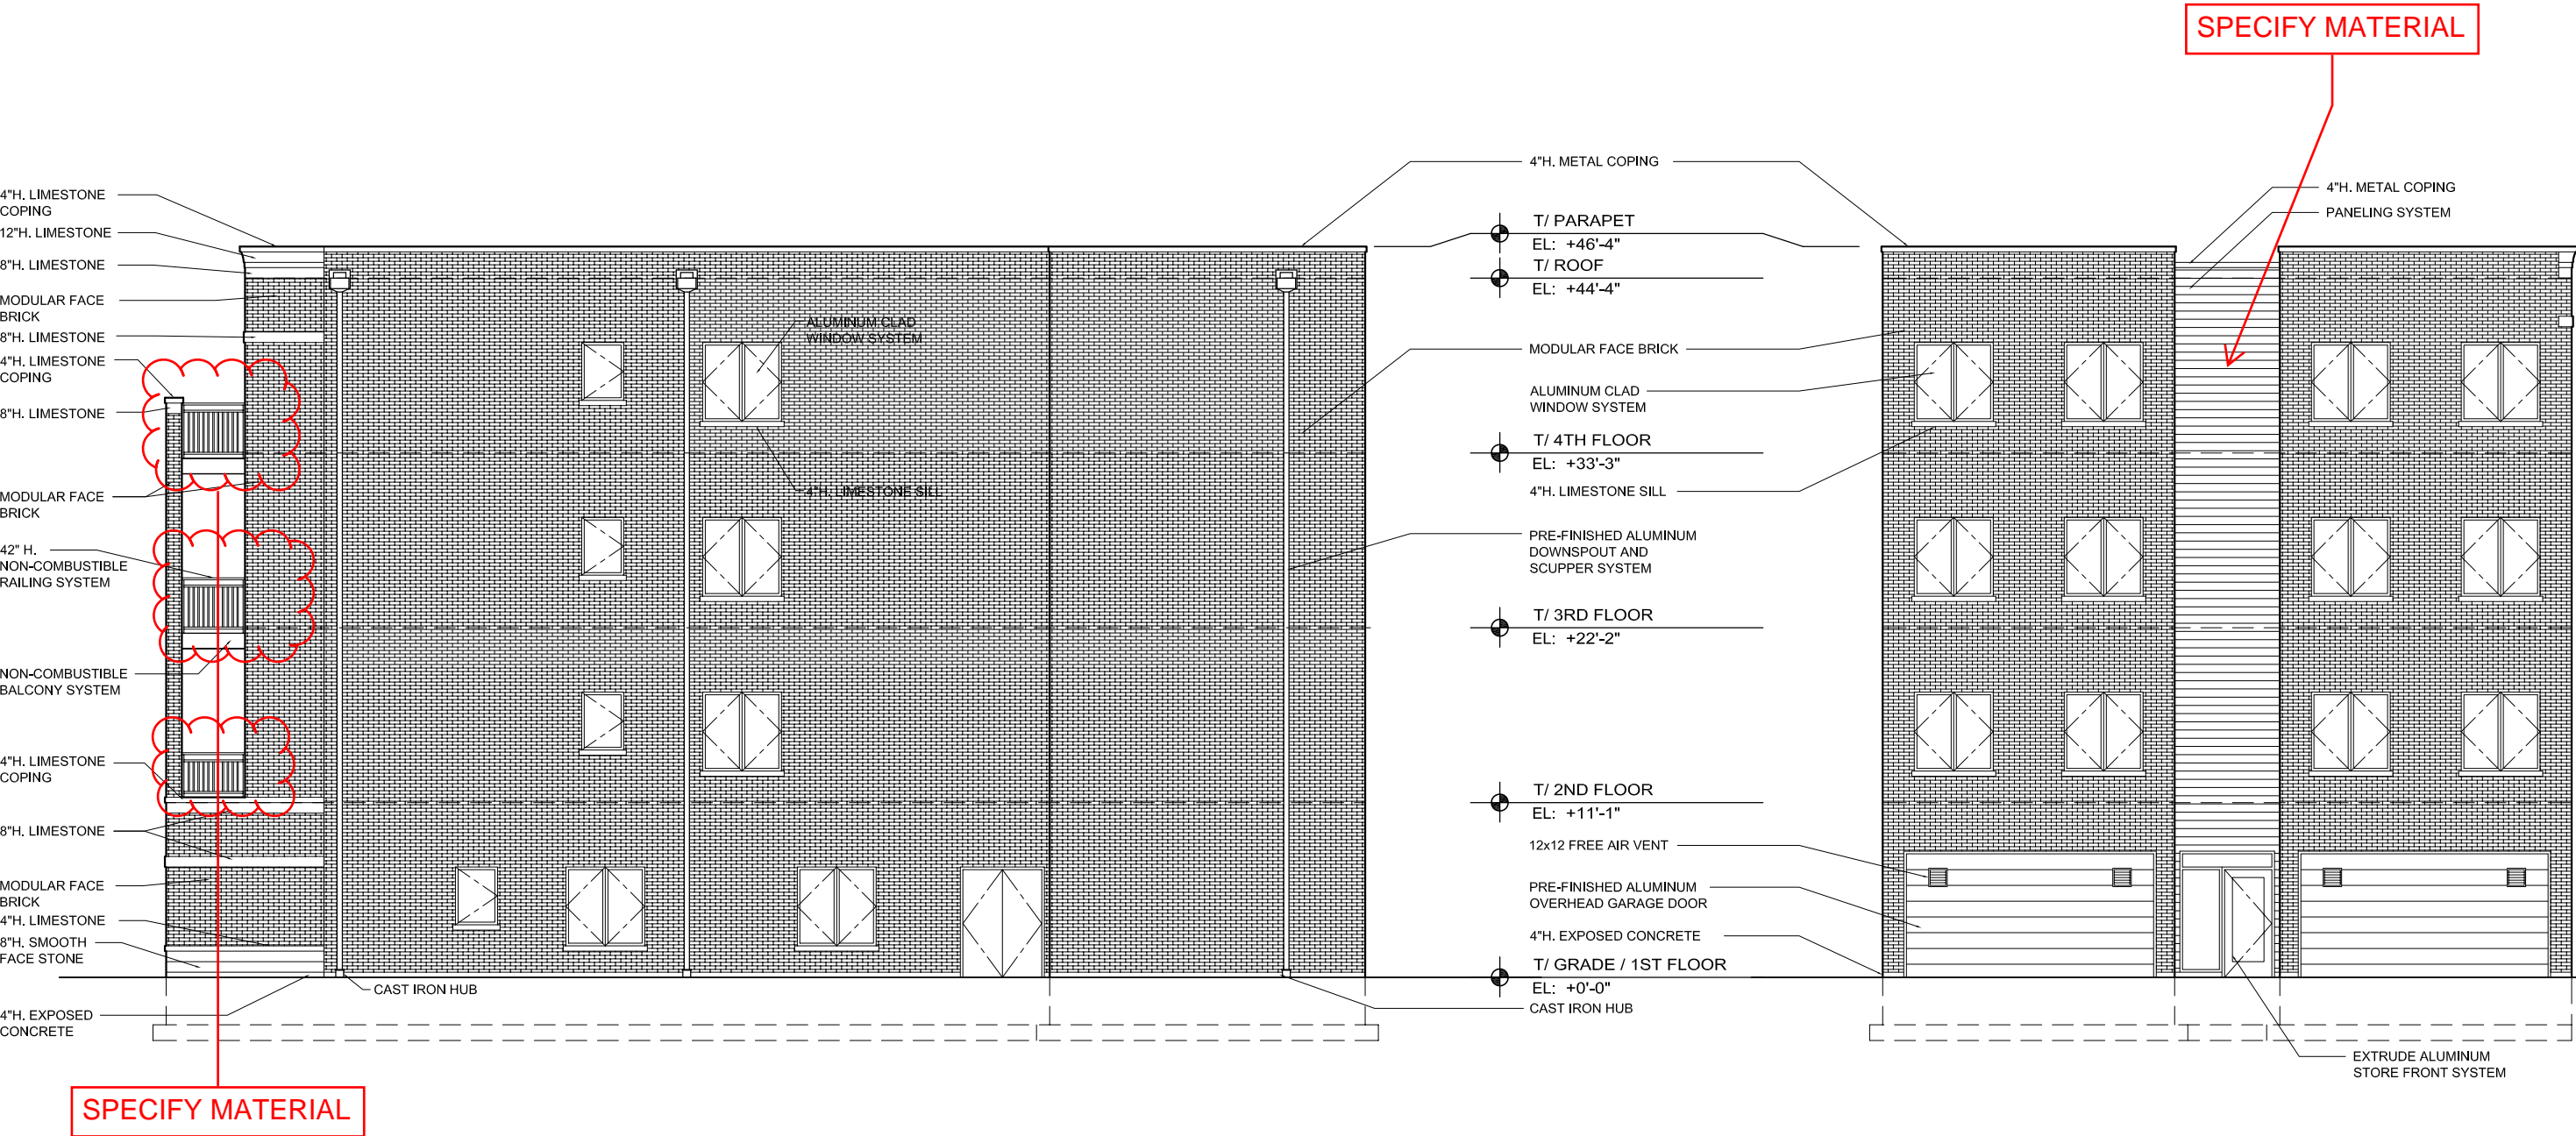 SPECIFY MATERIAL
4"H. LIMESTONE
COPING
12"H. LIMESTONE
8"H. LIMESTONE
MODULAR FACE
BRICK
8"H. LIMESTONE
4"H. LIMESTONE
COPING
8"H. LIMESTONE
MODULAR FACE
BRICK
42" H.
NON-COMBUSTIBLE
RAILING SYSTEM
NON-COMBUSTIBLE
BALCONY SYSTEM
4"H. LIMESTONE
COPING
8"H. LIMESTONE
MODULAR FACE
BRICK
4"H. LIMESTONE
8"H. SMOOTH
FACE STONE
4"H. EXPOSED
CONCRETE
SPECIFY MATERIAL
CAST IRON HUB
ALUMINUM CLAD
WINDOW SYSTEM
4"H. LIMESTONE SILL
4"H. METAL COPING
T/ PARAPET
EL: +46'-4"
T/ ROOF
EL: +44'-4"
MODULAR FACE BRICK
ALUMINUM CLAD
WINDOW SYSTEM
T/ 4TH FLOOR
EL: +33'-3"
4"H. LIMESTONE SILL
PRE-FINISHED ALUMINUM
DOWNSPOUT AND
SCUPPER SYSTEM
T/ 3RD FLOOR
EL: +22'-2"
T/ 2ND FLOOR
EL: +11'-1"
12x12 FREE AIR VENT
PRE-FINISHED ALUMINUM
OVERHEAD GARAGE DOOR
4"H. EXPOSED CONCRETE
T/ GRADE / 1ST FLOOR
EL: +0'-0"
CAST IRON HUB
4"H. METAL COPING
PANELING SYSTEM
EXTRUDE ALUMINUM
STORE FRONT SYSTEM